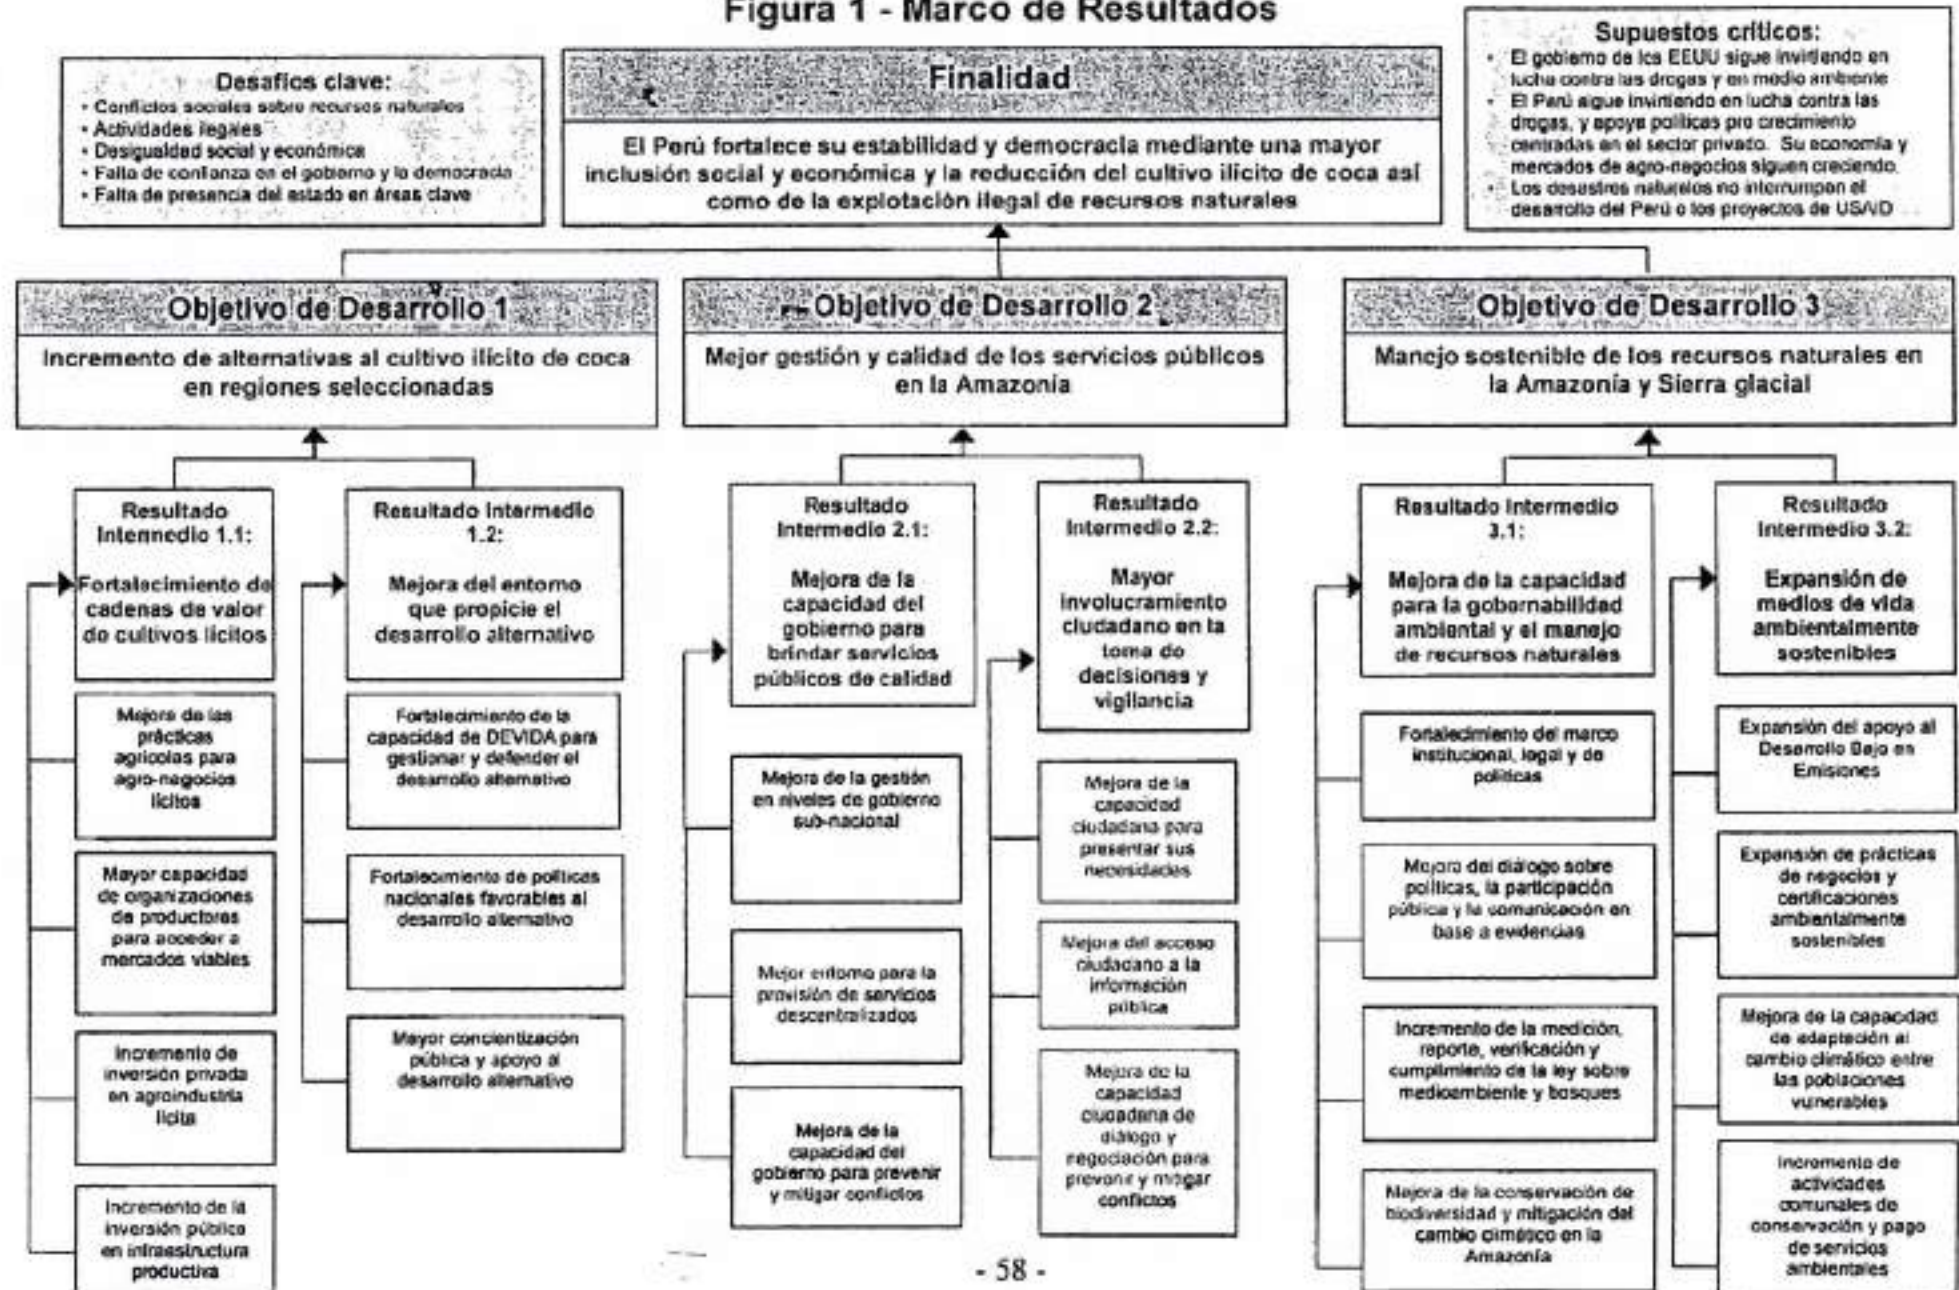 Figura 1 - Marco de Resultados
Desafíos clave:
• Conflictos sociales sobre recursos naturales
• Actividades ilegales
• Desigualdad social y económica
• Falta de confianza en el gobierno y la democracia
• Falta de presencia del estado en áreas clave
Finalidad
El Perú fortalece su estabilidad y democracia mediante una mayor
inclusión social y económica y la reducción del cultivo ilícito de coca así
como de la explotación ilegal de recursos naturales
Supuestos críticos:
• El gobierno de los EEUU sigue invirtiendo en
lucha contra las drogas y en medio ambiente
• El Perú sigue invirtiendo en lucha contra las
drogas, y apoya políticas pro crecimiento
centradas en el sector privado. Su economía y
mercados de agro-negocios siguen creciendo.
• Los desastres naturales no interrumpen el
desarrollo del Perú o los proyectos de USAID
Objetivo de Desarrollo 1
Incremento de alternativas al cultivo ilícito de coca
en regiones seleccionadas
Objetivo de Desarrollo 2
Mejor gestión y calidad de los servicios públicos
en la Amazonía
Objetivo de Desarrollo 3
Manejo sostenible de los recursos naturales en
la Amazonía y Sierra glacial
Resultado
Intermedio 1.1:
Fortalecimiento de
cadenas de valor
de cultivos lícitos
Mejora de las
prácticas
agrícolas para
agro-negocios
lícitos
Mayor capacidad
de organizaciones
de productores
para acceder a
mercados viables
Incremento de
inversión privada
en agroindustria
lícita
Incremento de la
inversión pública
en infraestructura
productiva
Resultado Intermedio
1.2:
Mejora del entorno
que propicie el
desarrollo alternativo
Fortalecimiento de la
capacidad de DEVIDA para
gestionar y defender el
desarrollo alternativo
Fortalecimiento de políticas
nacionales favorables al
desarrollo alternativo
Mayor concientización
pública y apoyo al
desarrollo alternativo
Resultado
Intermedio 2.1:
Mejora de la
capacidad del
gobierno para
brindar servicios
públicos de calidad
Mejora de la gestión
en niveles de gobierno
sub-nacional
Mejor entorno para la
provisión de servicios
descentralizados
Mejora de la
capacidad del
gobierno para prevenir
y mitigar conflictos
Resultado
Intermedio 2.2:
Mayor
involucramiento
ciudadano en la
toma de
decisiones y
vigilancia
Mejora de la
capacidad
ciudadana para
presentar sus
necesidades
Mejora del acceso
ciudadano a la
información
pública
Mejora de la
capacidad
ciudadana de
diálogo y
negociación para
prevenir y mitigar
conflictos
Resultado Intermedio
3.1:
Mejora de la capacidad
para la gobernabilidad
ambiental y el manejo
de recursos naturales
Fortalecimiento del marco
institucional, legal y de
políticas
Mejora del diálogo sobre
políticas, la participación
pública y la comunicación en
base a evidencias
Incremento de la medición,
reporte, verificación y
cumplimiento de la ley sobre
medioambiente y bosques
Mejora de la conservación de
biodiversidad y mitigación del
cambio climático en la
Amazonía
Resultado
Intermedio 3.2:
Expansión de
medios de vida
ambientalmente
sostenibles
Expansión del apoyo al
Desarrollo Bajo en
Emisiones
Expansión de prácticas
de negocios y
certificaciones
ambientalmente
sostenibles
Mejora de la capacidad
de adaptación al
cambio climático entre
las poblaciones
vulnerables
Incremento de
actividades
comunales de
conservación y pago
de servicios
ambientales
- 58 -